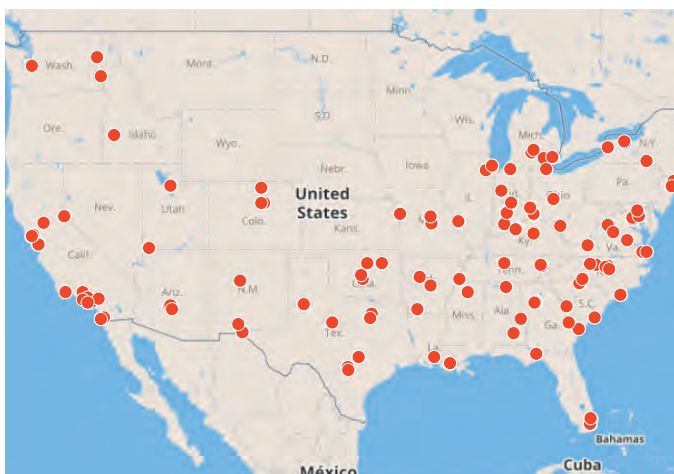 Wash.
Mont.
N.D.
Minn
Ore.
Idaho
S.D.
Wis.
Mich.
N.Y
Wyo.
Iowa
Nebr.
Pa.
Nev.
Utah
Colo.
United
States
Kans.
IL
Ohio
Calif.
Ky.
Va.
Ariz.
N.M.
Okla.
Tenn.
Miss.
Ala.
Ga.
S.C.
Tex.
La.
Bahamas
México
Cuba